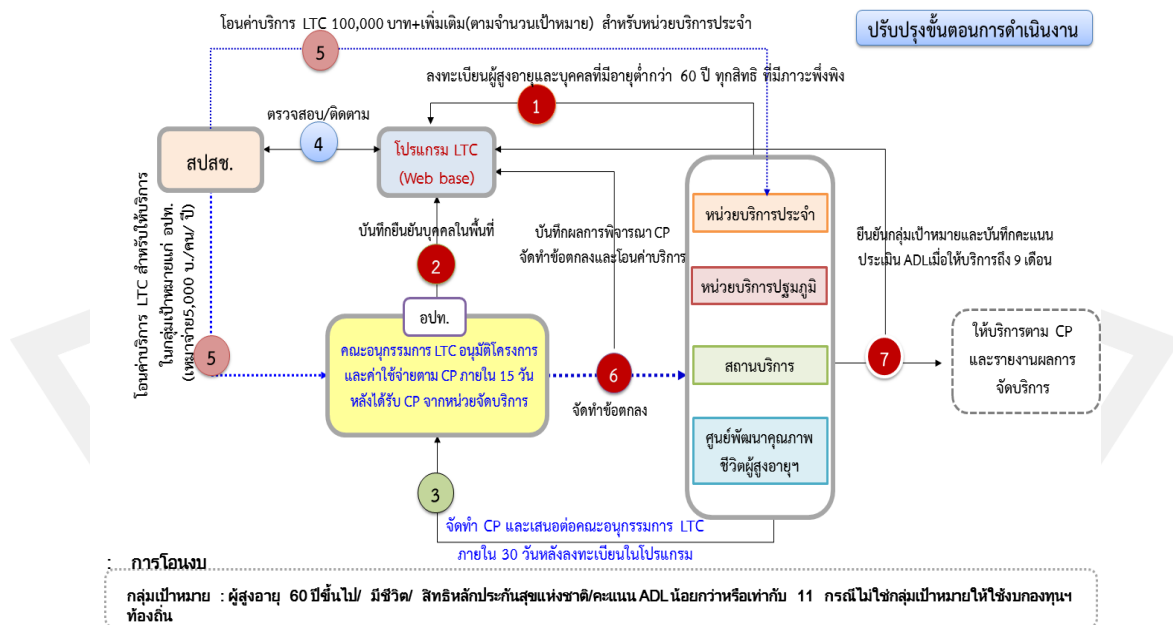 โอนค่าบริการ LTC 100,000 บาท+เพิ่มเติม(ตามจำนวนเป้าหมาย) สำหรับหน่วยบริการประจำ
ปรับปรุงขั้นตอนการดำเนินงาน
5
ลงทะเบียนผู้สูงอายุและบุคคลที่มีอายุต่ำกว่า 60 ปี ทุกสิทธิ ที่มีภาวะพึ่งพิง
1
ตรวจสอบ/ติดตาม
4
สปสช.
โปรแกรม LTC
(Web base)
โอนค่าบริการ LTC สำหรับให้บริการ
ในกลุ่มเป้าหมายแก่ อปท.
(เหมาจ่าย5,000 บ./คน/ ปี)
บันทึกยืนยันบุคคลในพื้นที่
2
บันทึกผลการพิจารณา CP
จัดทำข้อตกลงและโอนค่าบริการ
หน่วยบริการประจำ
ยืนยันกลุ่มเป้าหมายและบันทึกคะแนน
ประเมิน ADLเมื่อให้บริการถึง 9 เดือน
หน่วยบริการปฐมภูมิ
อปท.
คณะอนุกรรมการ LTC อนุมัติโครงการ
และค่าใช้จ่ายตาม CP ภายใน 15 วัน
หลังได้รับ CP จากหน่วยจัดบริการ
5
6
จัดทำข้อตกลง
สถานบริการ
7
ให้บริการตาม CP
และรายงานผลการ
จัดบริการ
ศูนย์พัฒนาคุณภาพ
ชีวิตผู้สูงอายุฯ
3
จัดทำ CP และเสนอต่อคณะอนุกรรมการ LTC
ภายใน 30 วันหลังลงทะเบียนในโปรแกรม
: การโอนงบ
กลุ่มเป้าหมาย : ผู้สูงอายุ 60 ปีขึ้นไป/ มีชีวิต/ สิทธิหลักประกันสุขแห่งชาติ/คะแนน ADL น้อยกว่าหรือเท่ากับ 11 กรณีไม่ใช่กลุ่มเป้าหมายให้ใช้งบกองทุนฯ
ท้องถิ่น